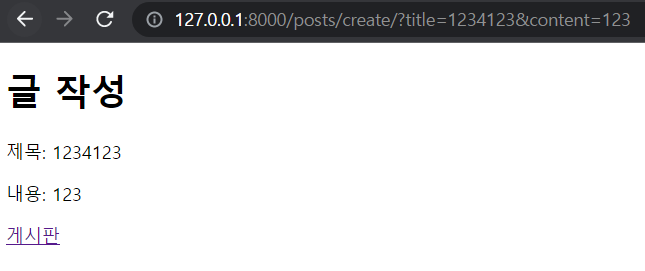 127.0.0.1:8000/posts/create/?title=1234123&content=123
글 작성
제목: 1234123
내용: 123
게시판